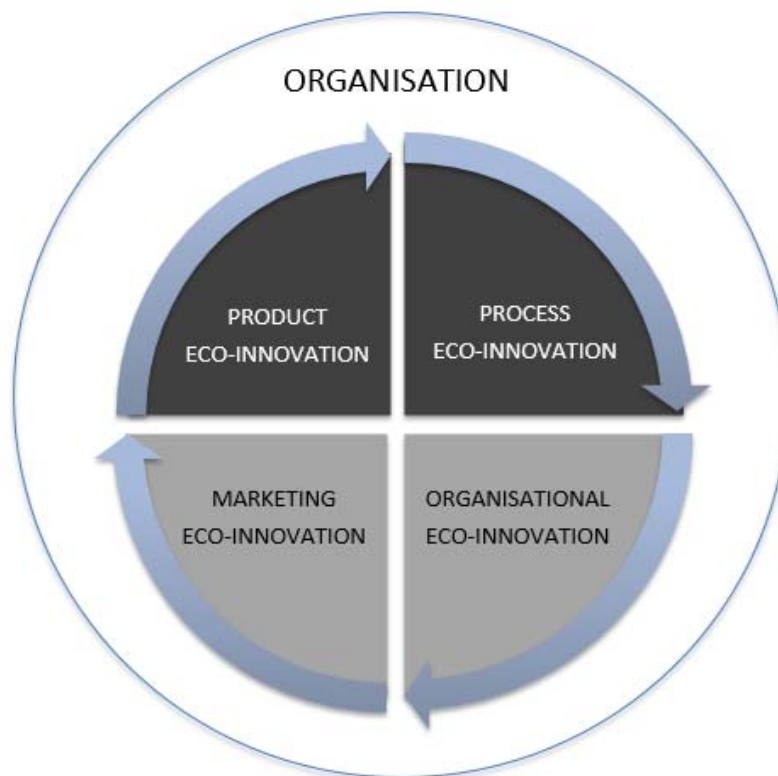 ORGANISATION
PRODUCT
ECO-INNOVATION
PROCESS
ECO-INNOVATION
MARKETING
ECO-INNOVATION
ORGANISATIONAL
ECO-INNOVATION